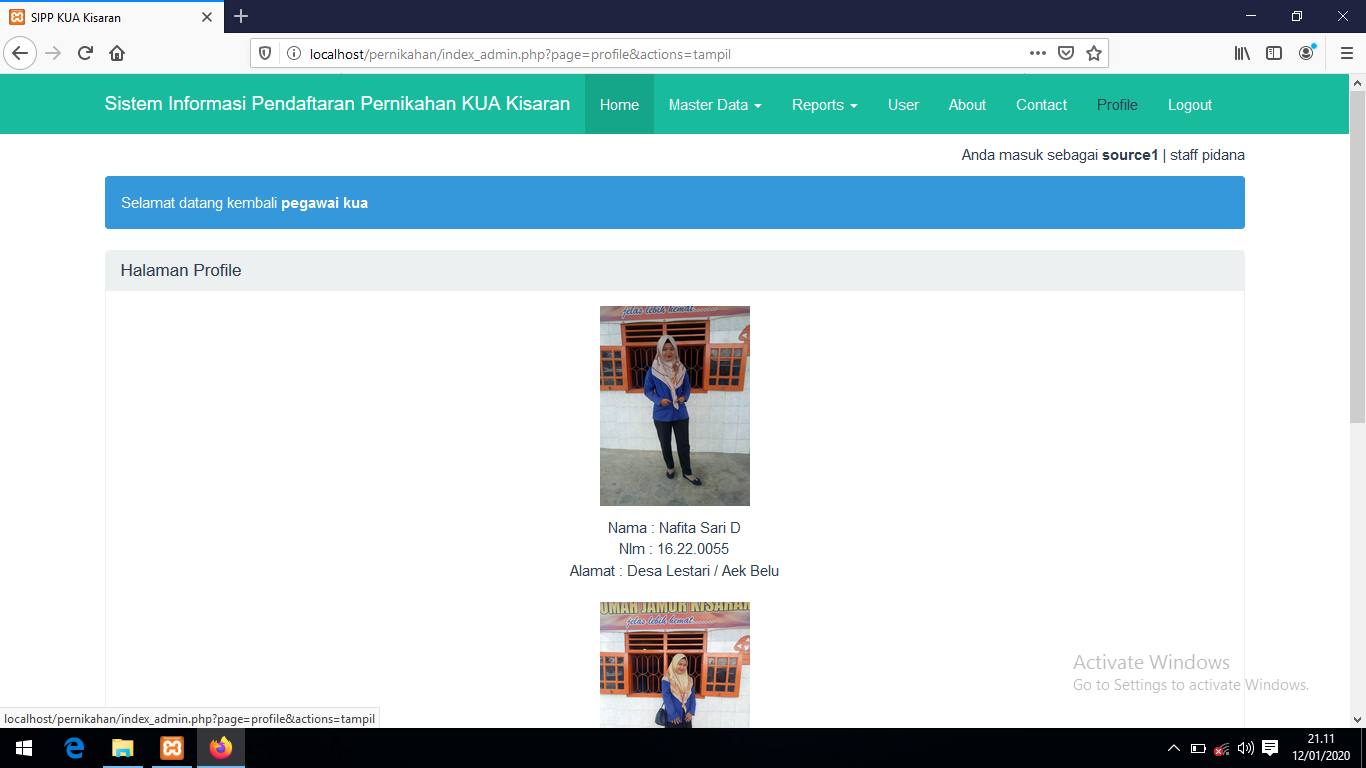 SIPP KUA Kisaran
localhost/pernikahan/index_admin.php?page=profile&actions=tampil
Sistem Informasi Pendaftaran Pernikahan KUA Kisaran Home Master Data Reports User About Contact Profile Logout
Anda masuk sebagai source1 | staff pidana
Selamat datang kembali pegawai kua
Halaman Profile
jelas lebih hemat.......
Nama : Nafita Sari D
NIm : 16.22.0055
Alamat : Desa Lestari / Aek Belu
JAMUR KISARAN
jelas lebih hemat.......
Activate Windows
Go to Settings to activate Windows.
localhost/pernikahan/index_admin.php?page=profile&actions=tampil
21.11
12/01/2020